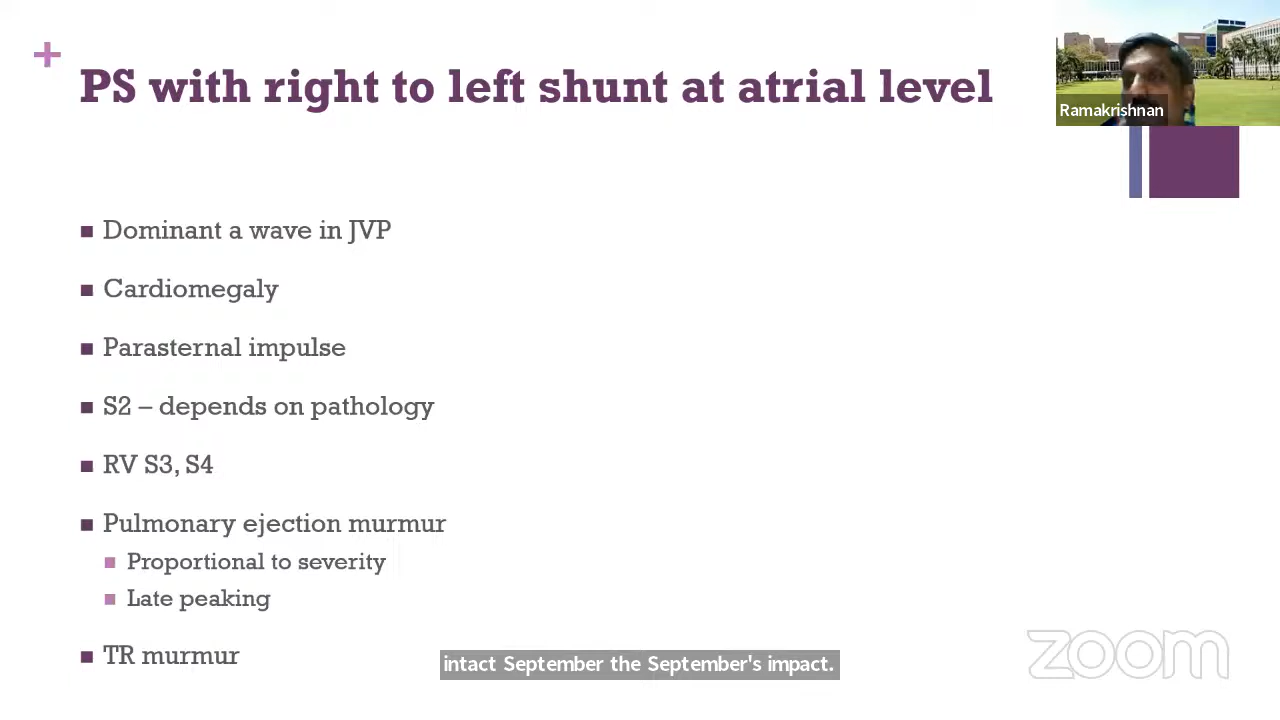 +
PS with right to left shunt at atrial level
Ramakrishnan
Dominant a wave in JVP
Cardiomegaly
Parasternal impulse
S2 – depends on pathology
RV S3, S4
Pulmonary ejection murmur
Proportional to severity
Late peaking
TR murmur
intact September the September's impact.
zoom